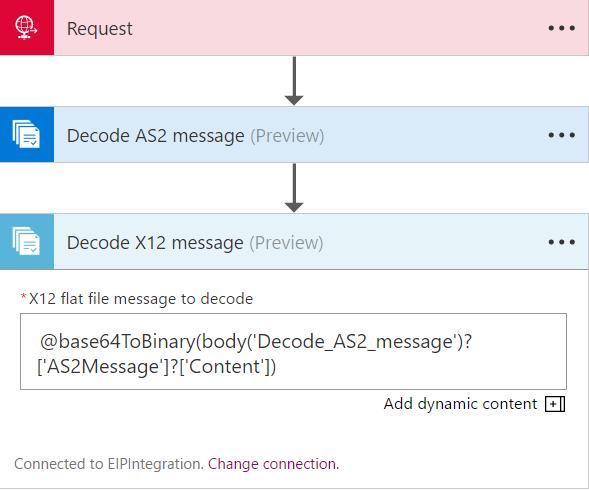 Request
Decode AS2 message (Preview)
Decode X12 message (Preview)
*X12 flat file message to decode
@base64ToBinary(body('Decode_AS2_message')?
['AS2Message']?['Content'])
Add dynamic content
Connected to EIPIntegration. Change connection.